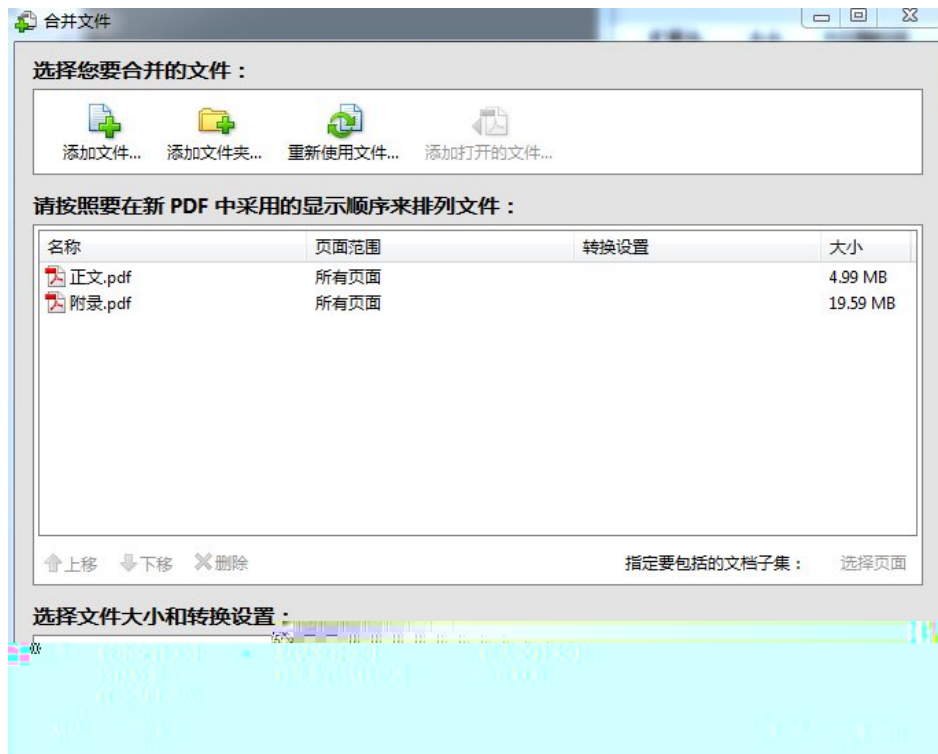 合并文件
选择您要合并的文件：
添加文件... 添加文件夹... 重新使用文件... 添加打开的文件...
请按照要在新 PDF 中采用的显示顺序来排列文件：
名称 页面范围 转换设置 大小
正文.pdf 所有页面 4.99 MB
附录.pdf 所有页面 19.59 MB
上移 下移 删除 指定要包括的文档子集： 选择页面
选择文件大小和转换设置：